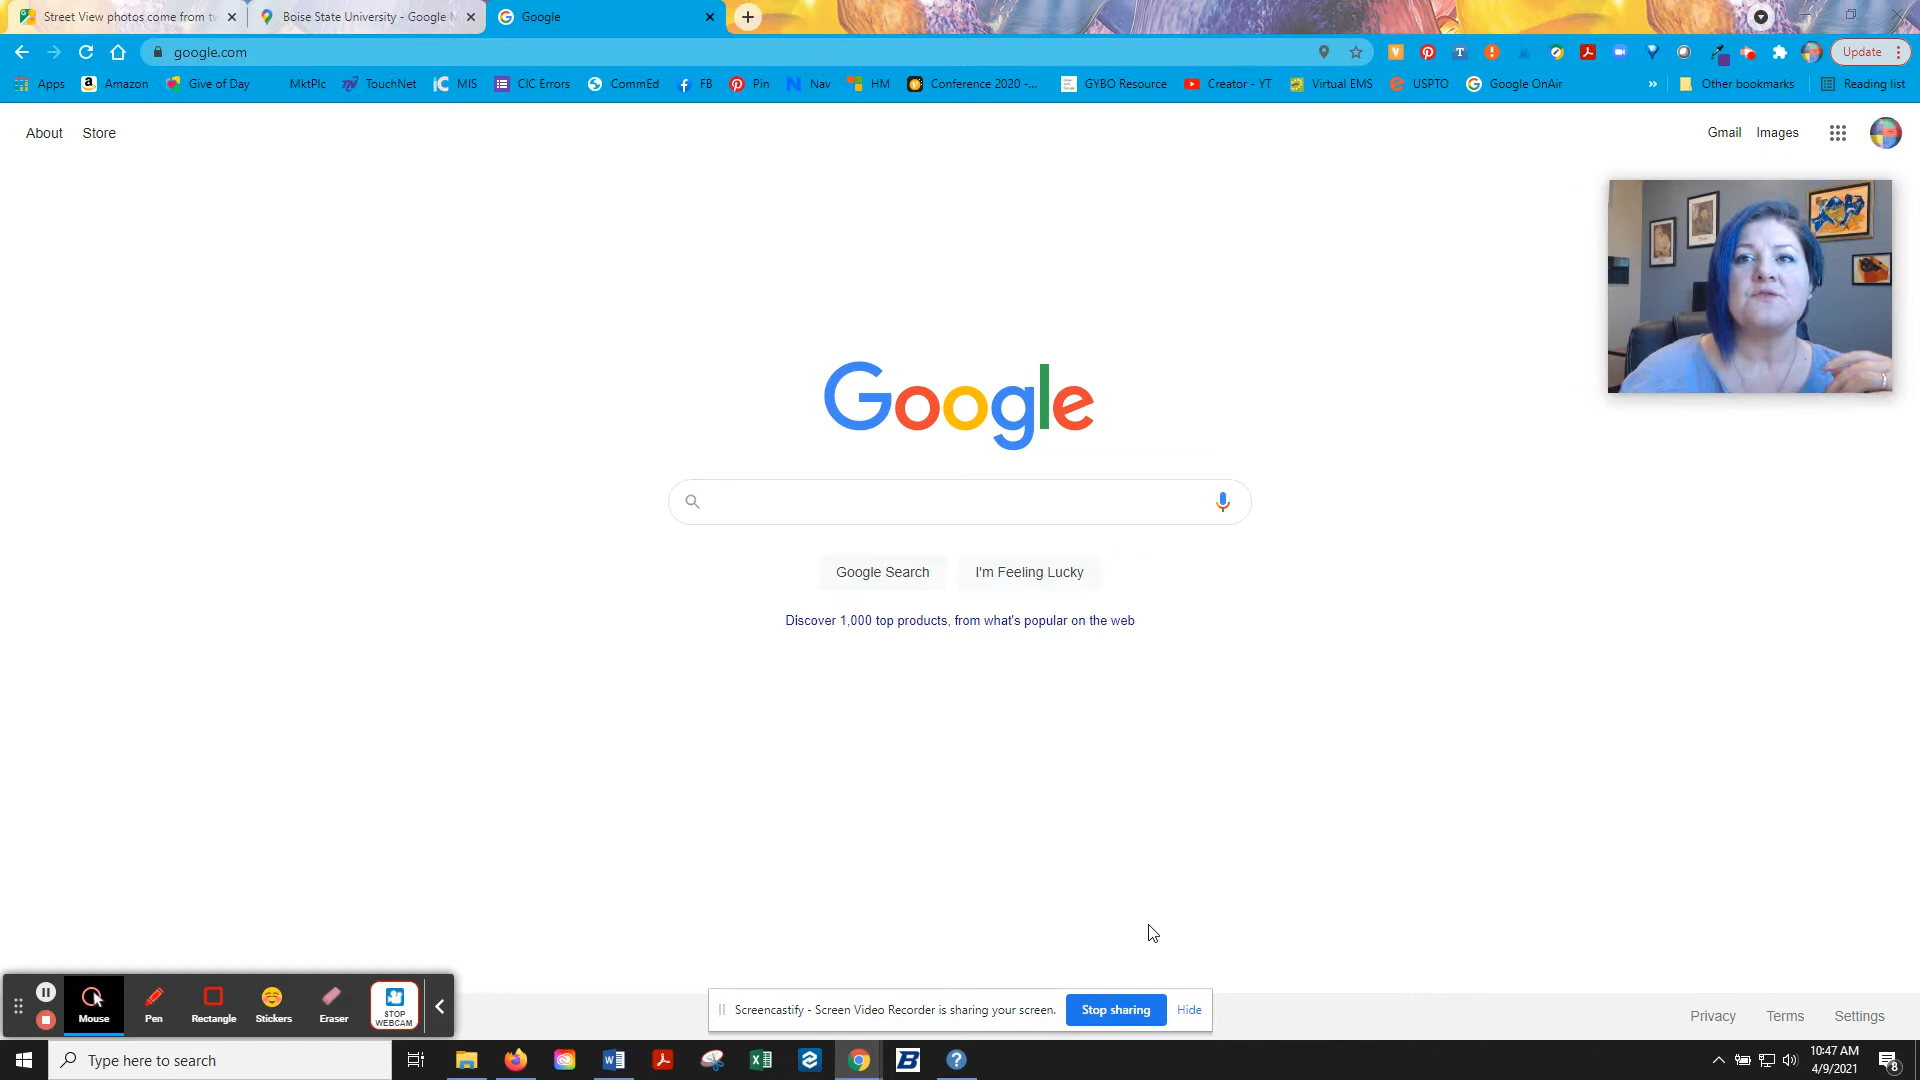 Street View photos come from tw
Boise State University - Google M
Google
google.com
Update
Apps
Amazon
Give of Day
MktPlc
TouchNet
MIS
CIC Errors
CommEd
FB
Pin
Nav
HM
Conference 2020 -...
GYBO Resource
Creator - YT
Virtual EMS
USPTO
Google OnAir
»
Other bookmarks
Reading list
About
Store
Gmail
Images
Google
Google Search
I'm Feeling Lucky
Discover 1,000 top products, from what's popular on the web
Mouse
Pen
Rectangle
Stickers
Eraser
STOP
WEBCAM
Screencastify - Screen Video Recorder is sharing your screen.
Stop sharing
Hide
Privacy
Terms
Settings
Type here to search
10:47 AM
4/9/2021
8